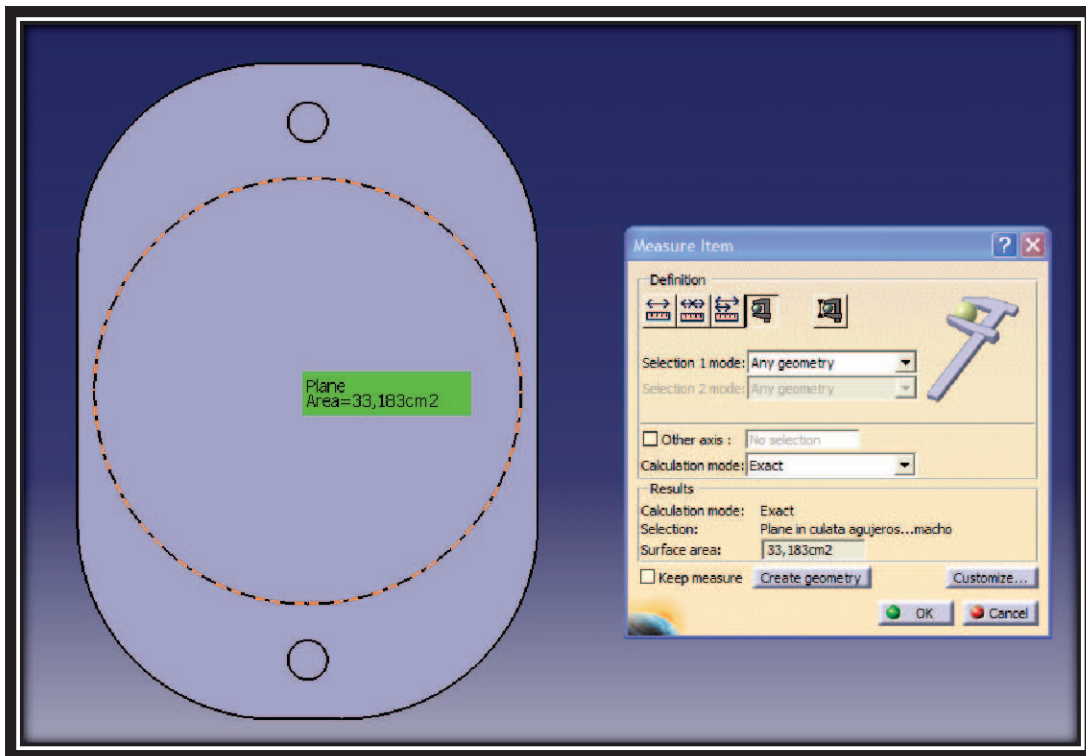 Plane
Area=33,183cm2
Measure Item
Definition
Selection 1 mode: Any geometry
Selection 2 mode: Any geometry
Other axis : No selection
Calculation mode: Exact
Results
Calculation mode: Exact
Selection: Plane in culata agujeros...macho
Surface area: 33,183cm2
Keep measure Create geometry Customize...
OK Cancel